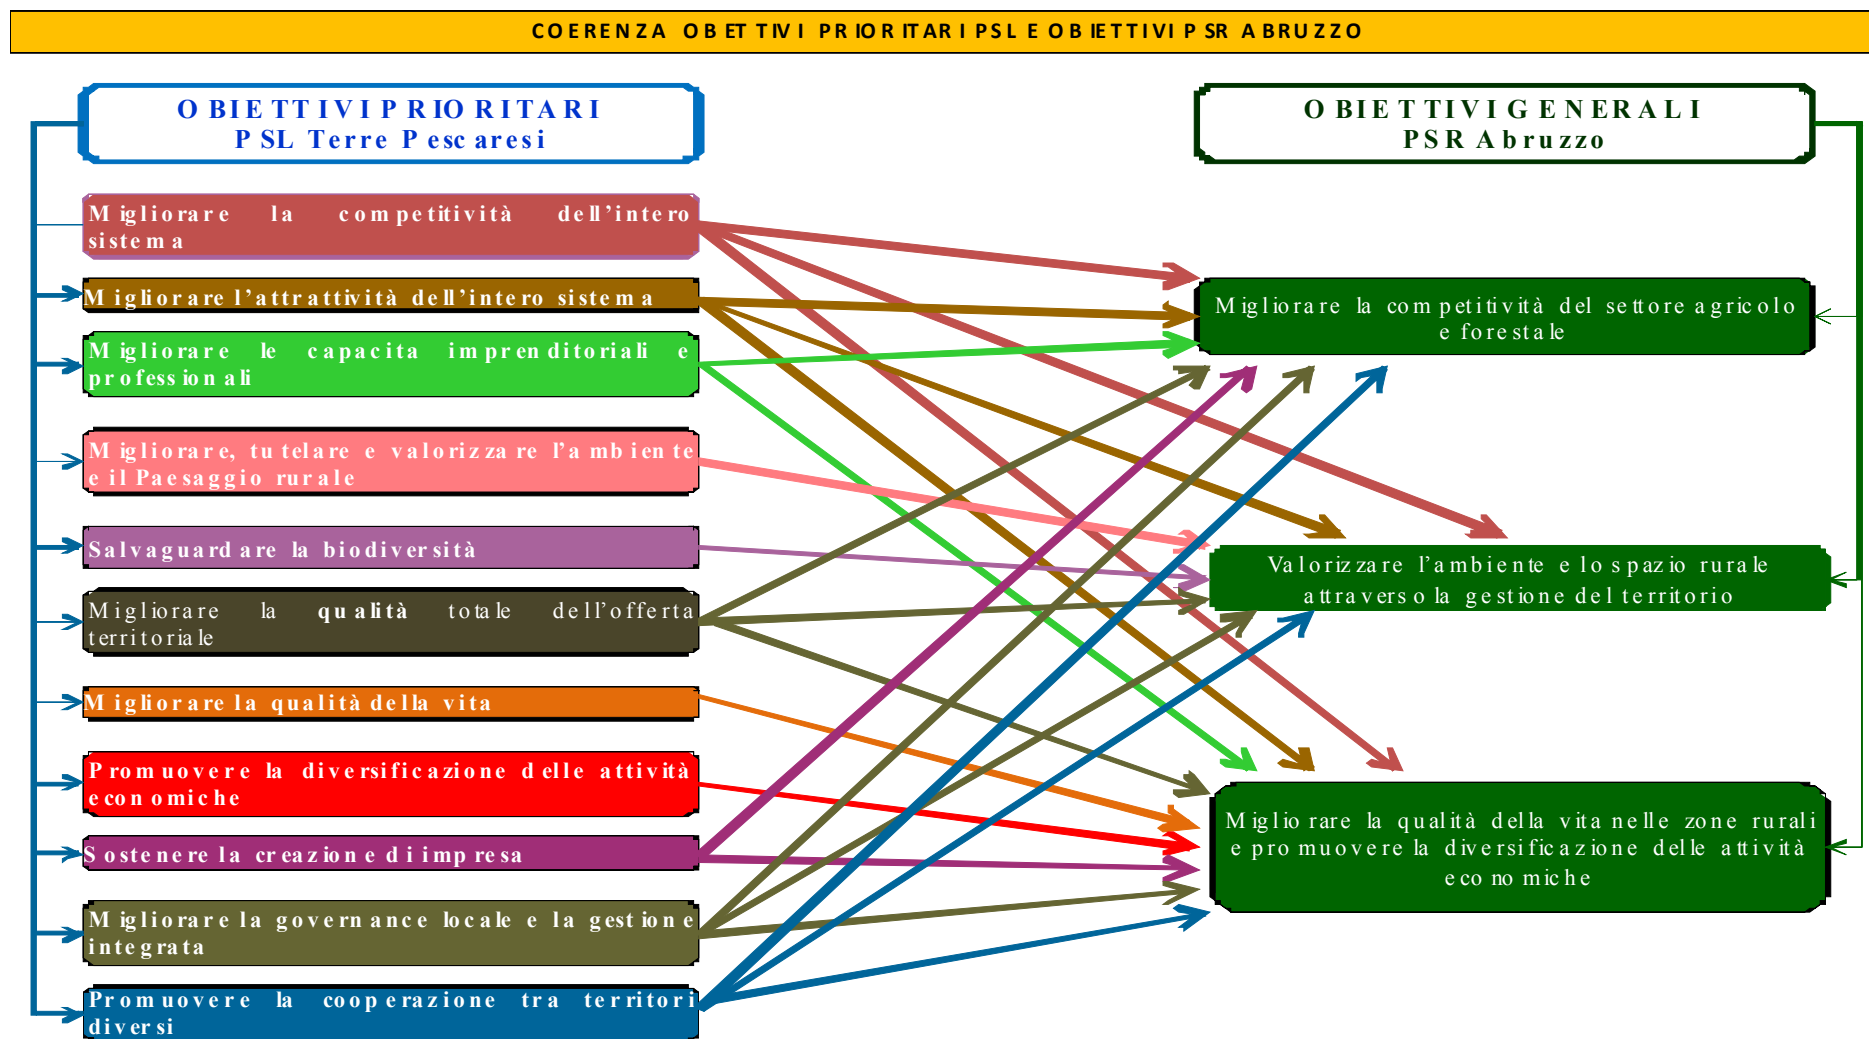 COERENZA OBETTIVI PRIORITARI PSL E OBIETTIVI PSR ABRUZZO
OBIETTIVI PRIORITARI
PSL Terre Pescaresi
OBIETTIVI GENERALI
PSR Abruzzo
Migliorare la competitività dell'intero
sistema
Migliorare l'attrattività dell'intero sistema
Migliorare le capacita imprenditoriali e
professionali
Migliorare, tutelare e valorizzare l'ambiente
e il Paesaggio rurale
Salvaguardare la biodiversità
Migliorare la qualità totale dell'offerta
territoriale
Migliorare la qualità della vita
Promuovere la diversificazione delle attività
economiche
Sostenere la creazione di impresa
Migliorare la governance locale e la gestione
integrata
Promuovere la cooperazione tra territori
diversi
Migliorare la competitività del settore agricolo
e forestale
Valorizzare l'ambiente e lo spazio rurale
attraverso la gestione del territorio
Migliorare la qualità della vita nelle zone rurali
e promuovere la diversificazione delle attività
economiche